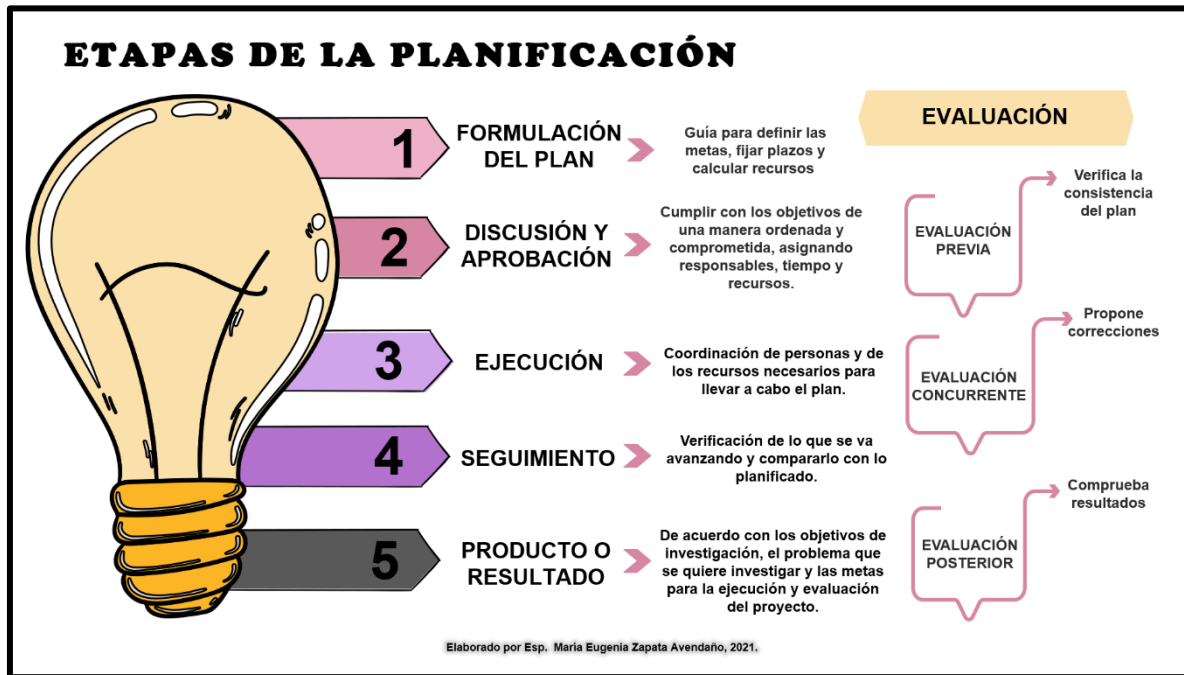 ETAPAS DE LA PLANIFICACIÓN
1
FORMULACIÓN
DEL PLAN
Guía para definir las
metas, fijar plazos y
calcular recursos
2
DISCUSIÓN Y
APROBACIÓN
Cumplir con los objetivos de
una manera ordenada y
comprometida, asignando
responsables, tiempo y
recursos.
3
EJECUCIÓN
Coordinación de personas y de
los recursos necesarios para
llevar a cabo el plan.
4
SEGUIMIENTO
Verificación de lo que se va
avanzando y compararlo con lo
planificado.
5
PRODUCTO O
RESULTADO
De acuerdo con los objetivos de
investigación, el problema que
se quiere investigar y las metas
para la ejecución y evaluación
del proyecto.
EVALUACIÓN
EVALUACIÓN
PREVIA
Verifica la
consistencia
del plan
EVALUACIÓN
CONCURRENTE
Propone
correcciones
EVALUACIÓN
POSTERIOR
Comprueba
resultados
Elaborado por Esp. María Eugenia Zapata Avendaño, 2021.